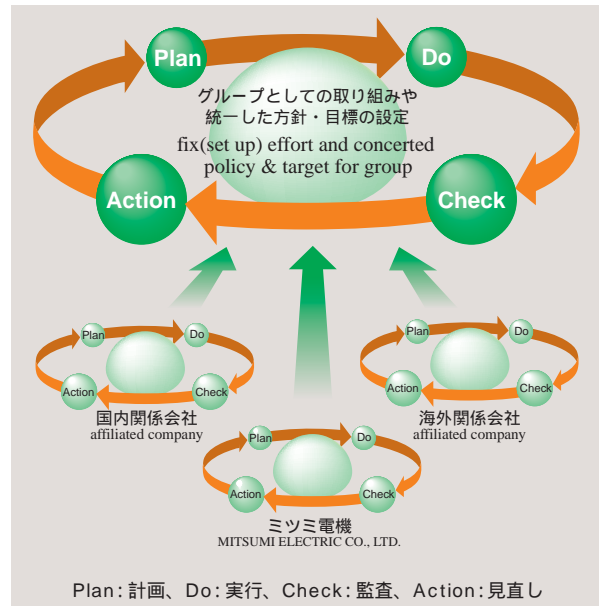 Plan
Do
グループとしての取り組みや
統一した方針・目標の設定
fix(set up) effort and concerted
policy & target for group
Action
Check
Plan
Do
Action
Check
国内関係会社
affiliated company
Plan
Do
Action
Check
海外関係会社
affiliated company
Plan
Do
Action
Check
ミツミ電機
MITSUMI ELECTRIC CO., LTD.
Plan:計画、Do:実行、Check:監査、Action:見直し